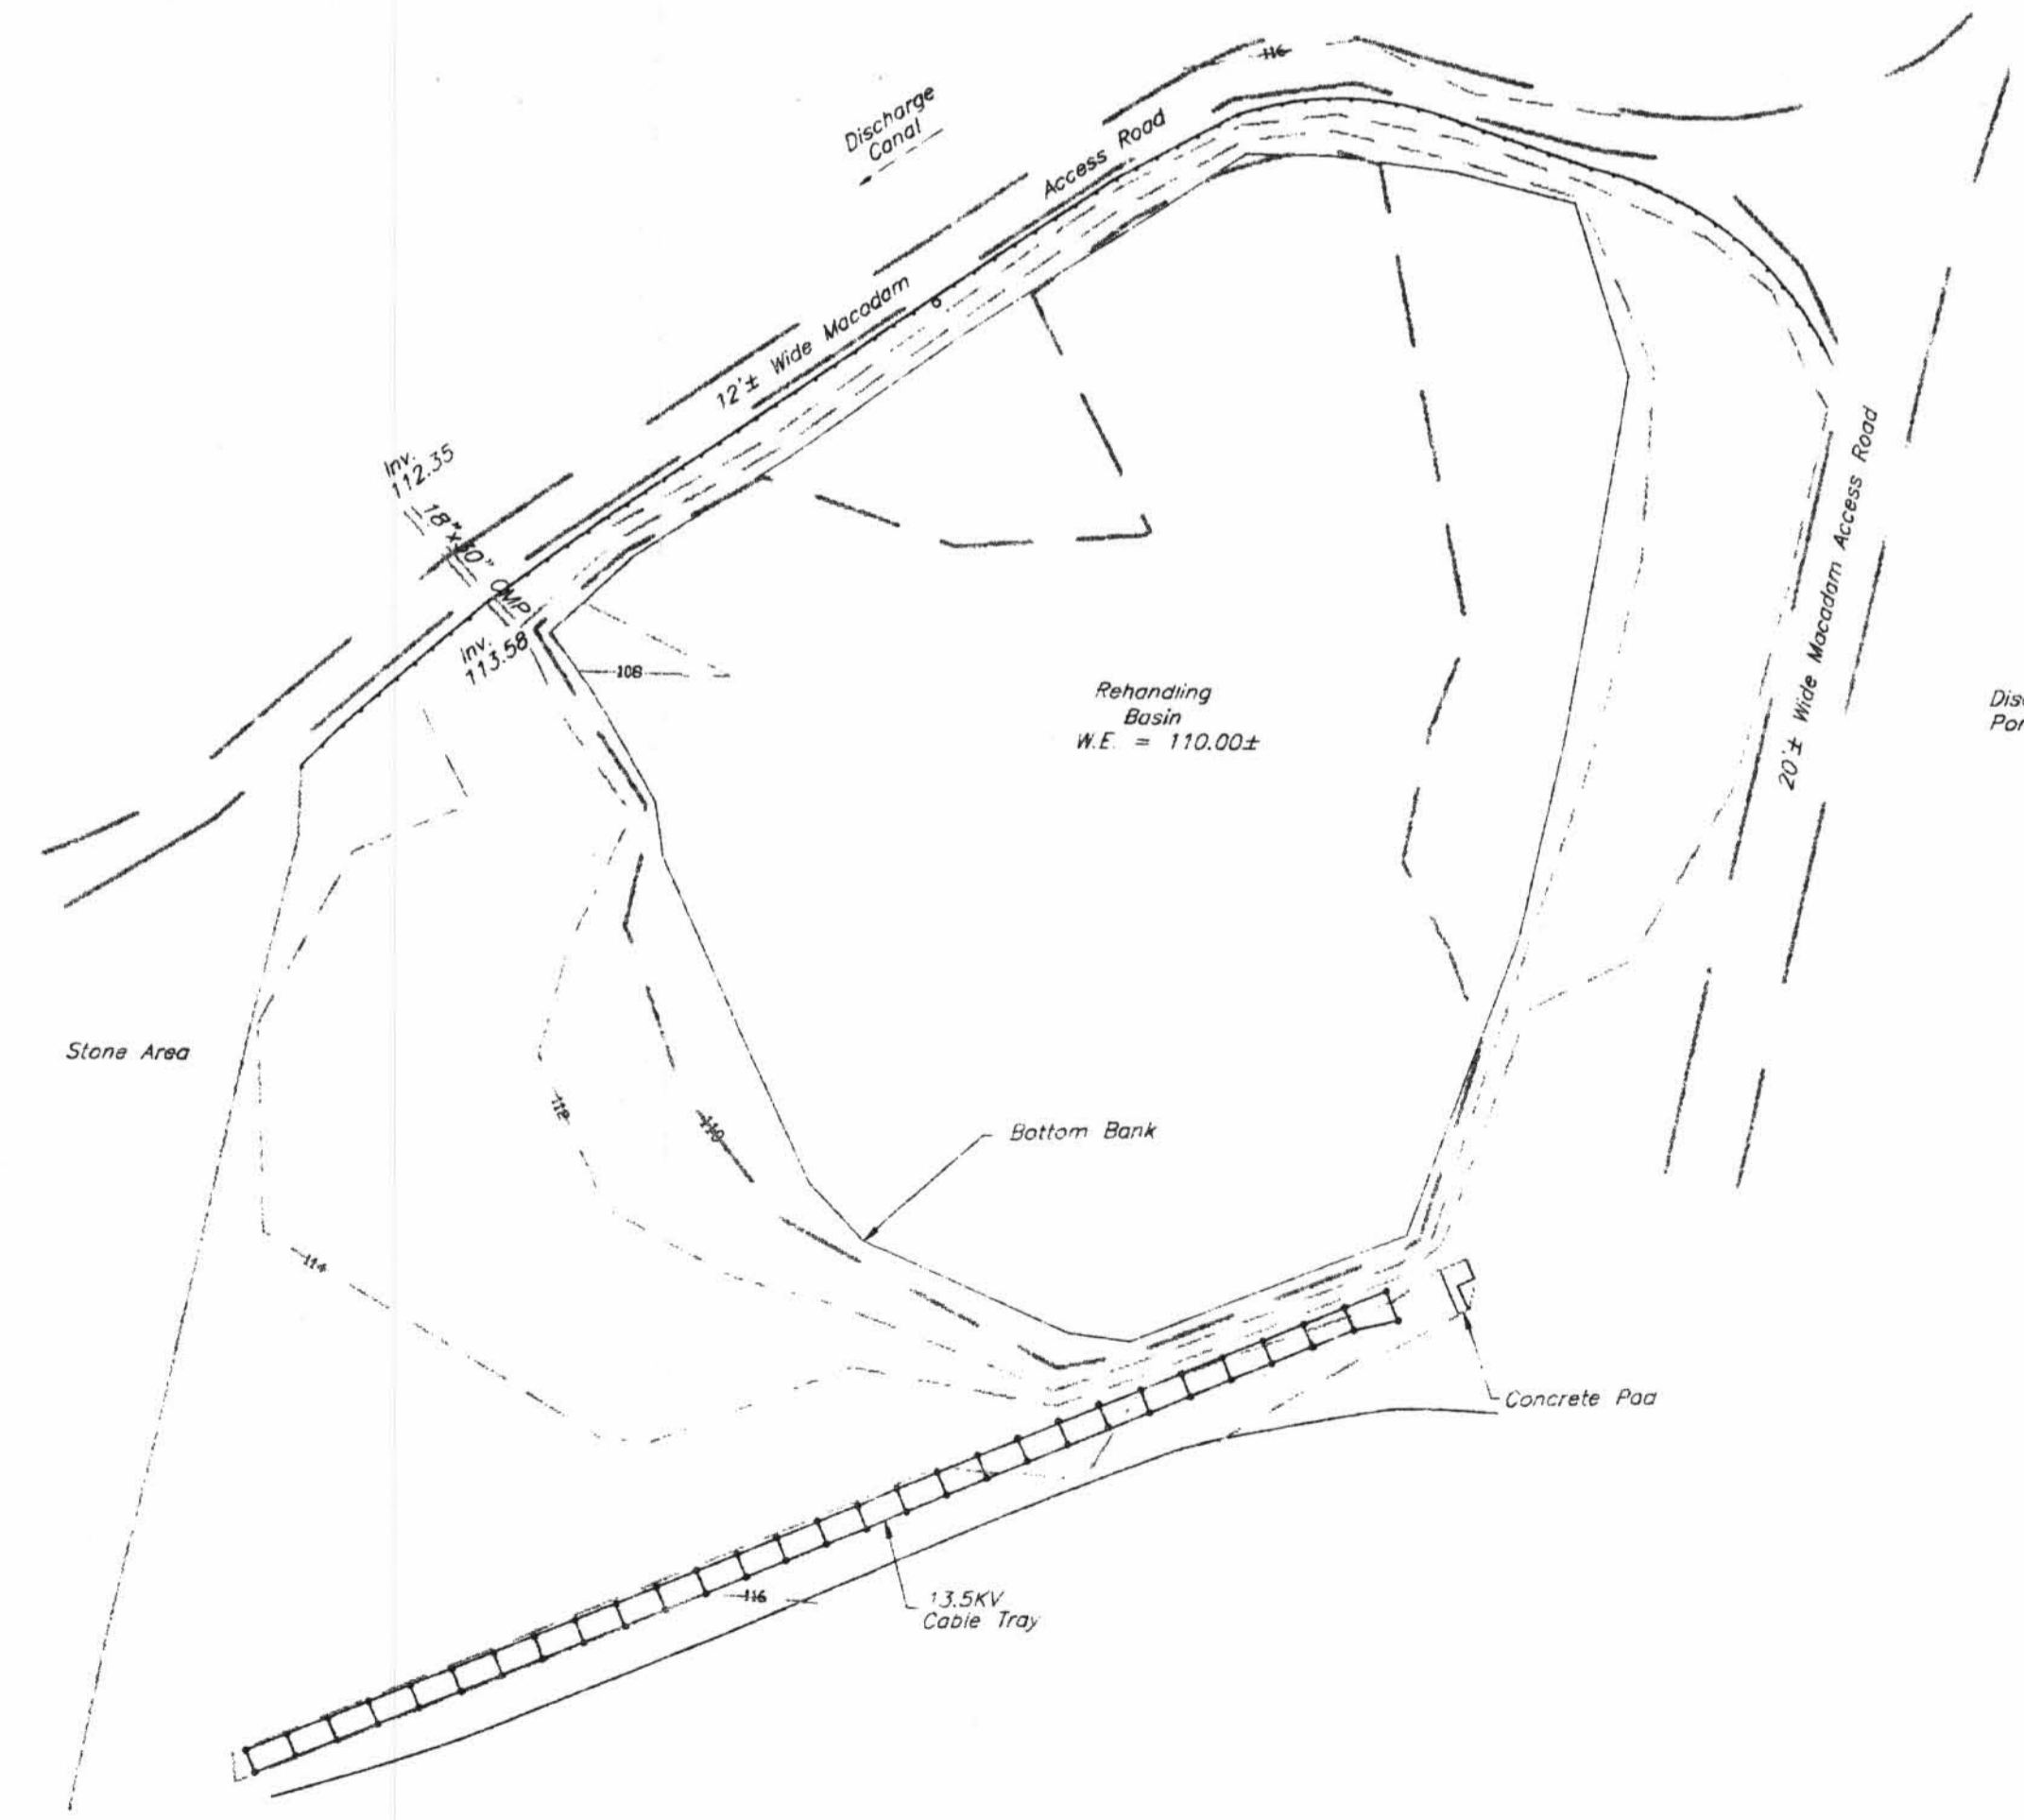 116
Discharge
Canal
12'± Wide Macadam Access Road
Inv.
112.35
CMP
Inv.
113.58
108
Rehandling
Basin
W.E. = 110.00±
20'± Wide Macadam Access Road
Stone Area
112
110
Bottom Bank
114
Concrete Pad
116
13.5KV
Cable Tray